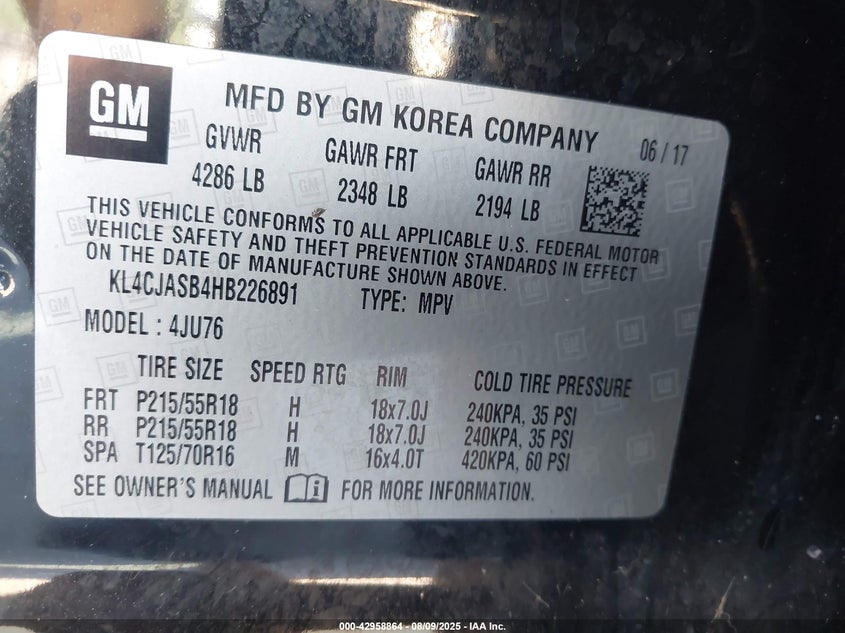 GM
MFD BY GM KOREA COMPANY 06 / 17
GVWR GAWR FRT GAWR RR
4286 LB 2348 LB 2194 LB
THIS VEHICLE CONFORMS TO ALL APPLICABLE U.S. FEDERAL MOTOR
VEHICLE SAFETY AND THEFT PREVENTION STANDARDS IN EFFECT
ON THE DATE OF MANUFACTURE SHOWN ABOVE.
KL4CJASB4HB226891 TYPE: MPV
MODEL : 4JU76
TIRE SIZE SPEED RTG RIM COLD TIRE PRESSURE
FRT P215/55R18 H 18x7.0J 240KPA, 35 PSI
RR P215/55R18 H 18x7.0J 240KPA, 35 PSI
SPA T125/70R16 M 16x4.0T 420KPA, 60 PSI
SEE OWNER'S MANUAL FOR MORE INFORMATION.
000-42958864 - 08/09/2025 - IAA Inc.